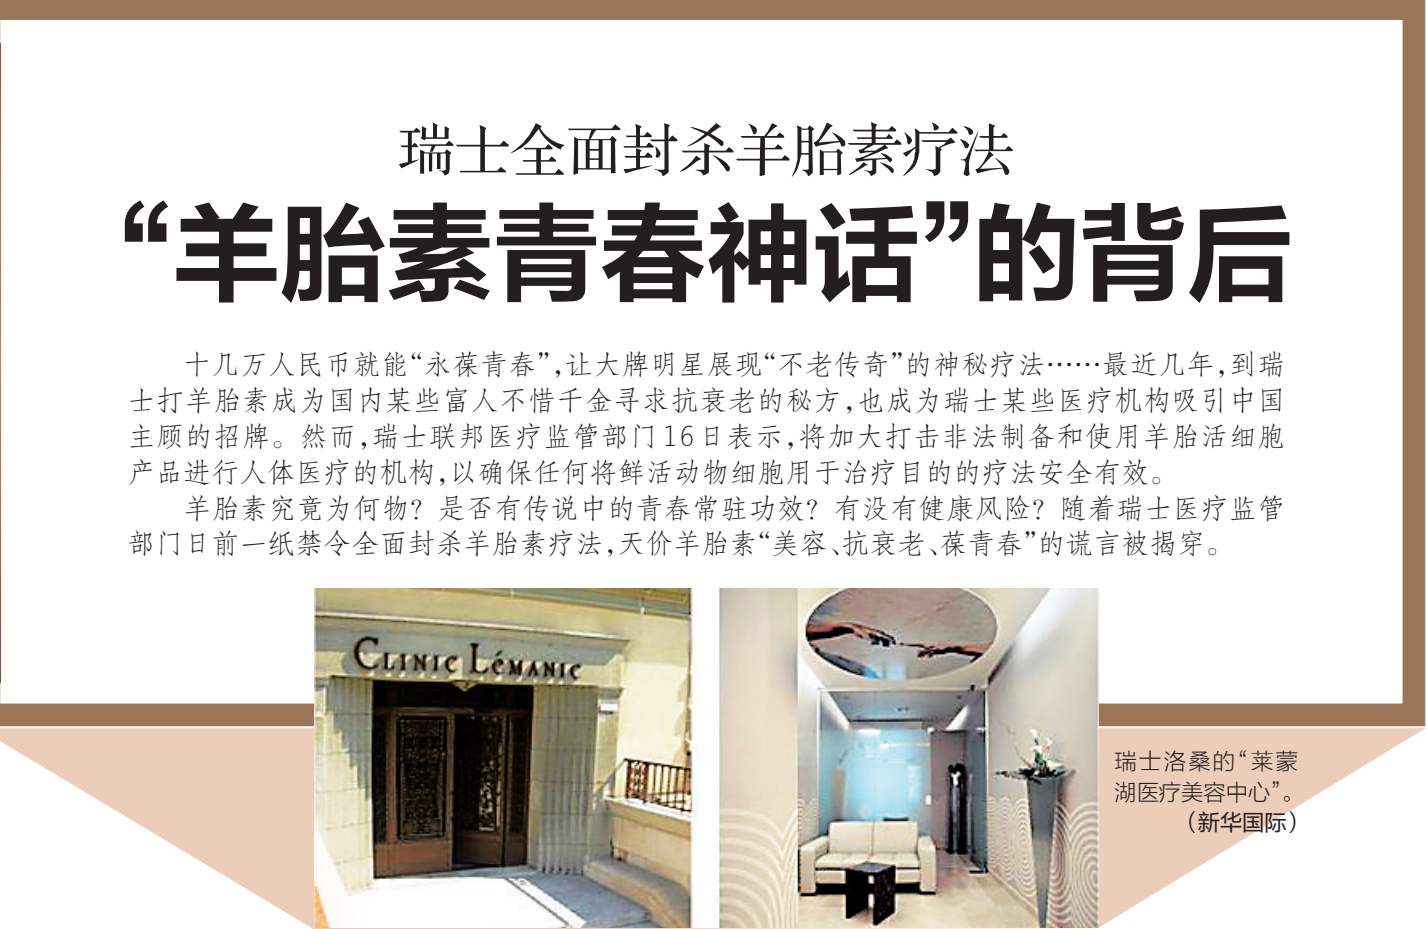 瑞士全面封杀羊胎素疗法
“羊胎素青春神话”的背后
十几万人民币就能“永葆青春”,让大牌明星展现“不老传奇”的神秘疗法……最近几年,到瑞
士打羊胎素成为国内某些富人不惜千金寻求抗衰老的秘方,也成为瑞士某些医疗机构吸引中国
主顾的招牌。然而,瑞士联邦医疗监管部门16日表示,将加大打击非法制备和使用羊胎活细胞
产品进行人体医疗的机构,以确保任何将鲜活动物细胞用于治疗目的的疗法安全有效。
羊胎素究竟为何物？是否有传说中的青春常驻功效？有没有健康风险？随着瑞士医疗监管
部门日前一纸禁令全面封杀羊胎素疗法,天价羊胎素“美容、抗衰老、葆青春”的谎言被揭穿。
CLINIC LÉMANIC
瑞士洛桑的“莱蒙
湖医疗美容中心”。
（新华国际）